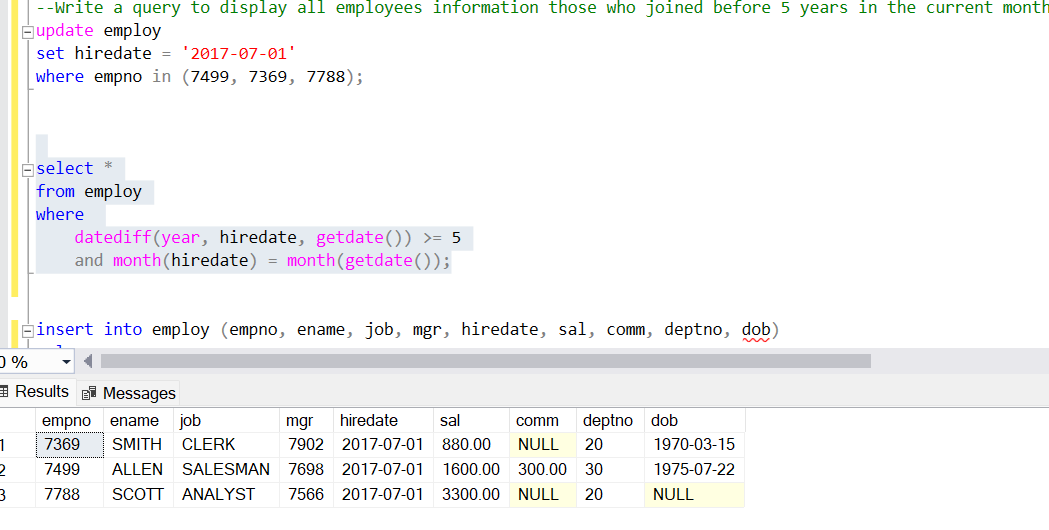 --Write a query to display all employees information those who joined before 5 years in the current month
update employ
set hiredate = '2017-07-01'
where empno in (7499, 7369, 7788);
select *
from employ
where
datediff(year, hiredate, getdate()) >= 5
and month(hiredate) = month(getdate());
insert into employ (empno, ename, job, mgr, hiredate, sal, comm, deptno, dob)
0 %
Results Messages
empno ename job mgr hiredate sal comm deptno dob
1 7369 SMITH CLERK 7902 2017-07-01 880.00 NULL 20 1970-03-15
2 7499 ALLEN SALESMAN 7698 2017-07-01 1600.00 300.00 30 1975-07-22
3 7788 SCOTT ANALYST 7566 2017-07-01 3300.00 NULL 20 NULL